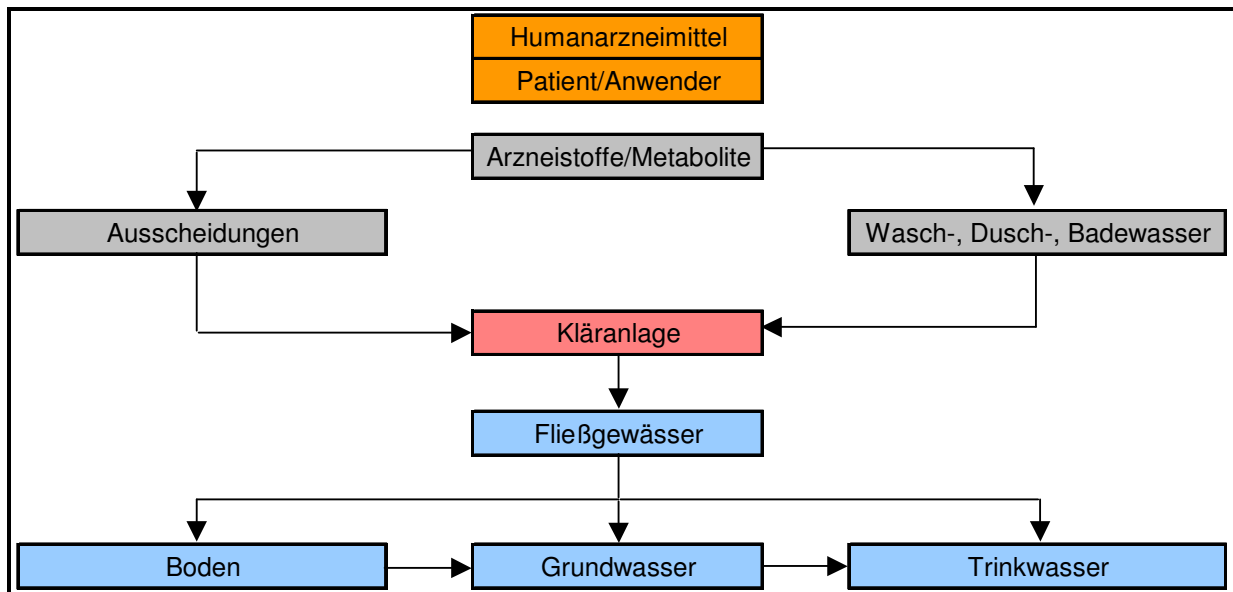 Humanarzneimittel
Patient/Anwender
Arzneistoffe/Metabolite
Ausscheidungen
Wasch-, Dusch-, Badewasser
Kläranlage
Fließgewässer
Boden
Grundwasser
Trinkwasser